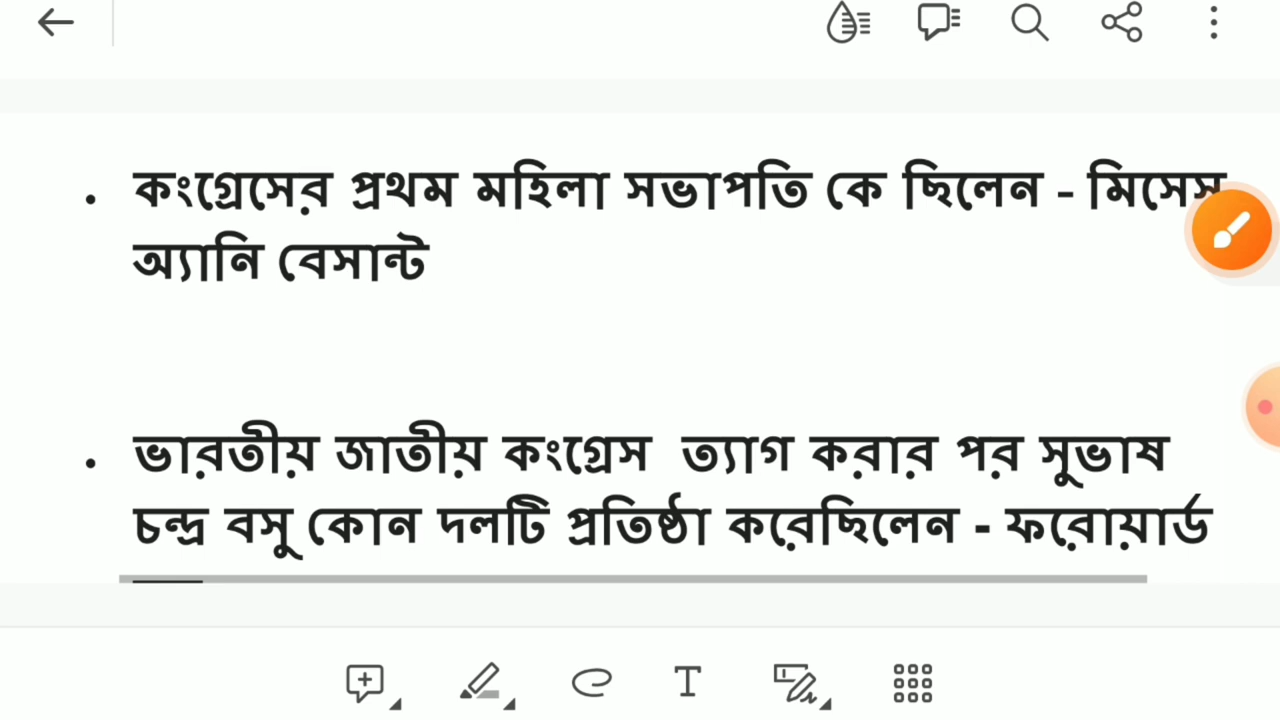 . কংগ্রেসের প্রথম মহিলা সভাপতি কে ছিলেন - মিসেস
অ্যানি বেসান্ট
. ভারতীয় জাতীয় কংগ্রেস ত্যাগ করার পর সুভাষ
চন্দ্র বসু কোন দলটি প্রতিষ্ঠা করেছিলেন - ফরোয়ার্ড
T